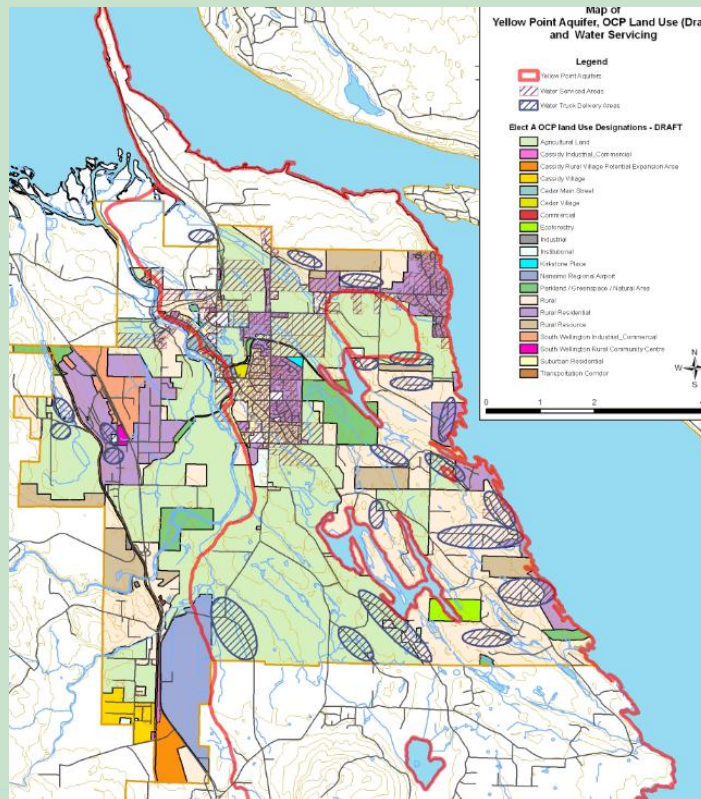 Map of
Yellow Point Aquifer, OCP Land Use (Dra
and Water Servicing
Legend
Yellow Point Aquifers
Water Serviced Areas
Water Truck Delivery Areas
Elect A OCP land Use Designations - DRAFT
Agricultural Land
Cassidy Industrial_Commercial
Cassidy Rural Village Potential Expansion Area
Cassidy Village
Cedar Main Street
Cedar Village
Commercial
Ecoforestry
Industrial
Institutional
Kirkstone Place
Nanaimo Regional Airport
Parkland / Greenspace / Natural Area
Rural
Rural Residential
Rural Resource
South Wellington Industrial_Commercial
South Wellington Rural Community Centre
Suburban Residential
Transportation Corridor
N
W
S
0 1 2